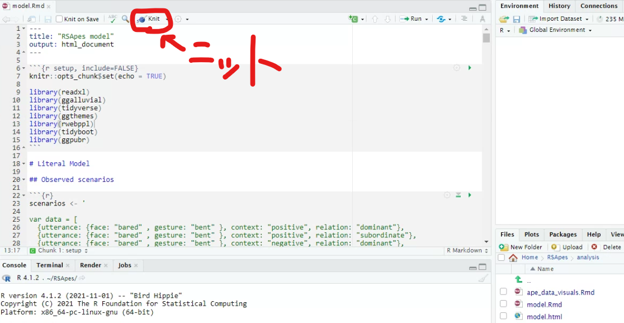 model.Rmd
Knit on Save
Knit
Run
ニット
1 ---
2 title: "RSApes model"
3 output: html_document
4 ---
5
6 ```{r setup, include=FALSE}
7 knitr::opts_chunk$set(echo = TRUE)
8
9 library(readxl)
10 library(ggalluvial)
11 library(tidyverse)
12 library(ggthemes)
13 library(rwebppl)
14 library(tidyboot)
15 library(ggpubr)
16 ```
17
18 # Literal Model
19
20 ## Observed scenarios
21
22 ```{r}
23 scenarios <- '
24
25 var data = [
26 {utterance: {face: "bared" , gesture: "bent" }, context: "positive", relation: "dominant"},
27 {utterance: {face: "bared" , gesture: "bent" }, context: "positive", relation: "subordinate"},
28 {utterance: {face: "bared" , gesture: "bent" }, context: "negative", relation: "dominant"},
13:17 Chunk 1: setup R Markdown
Console Terminal Render Jobs
R 4.1.2 · ~/RSApes/
R version 4.1.2 (2021-11-01) -- "Bird Hippie"
Copyright (C) 2021 The R Foundation for Statistical Computing
Platform: x86_64-pc-linux-gnu (64-bit)
Environment History Connections
Import Dataset 235 M
R Global Environment
Files Plots Packages Help View
New Folder Upload Delete
Home RSApes analysis
Name
..
ape_data_visuals.Rmd
model.Rmd
model.html